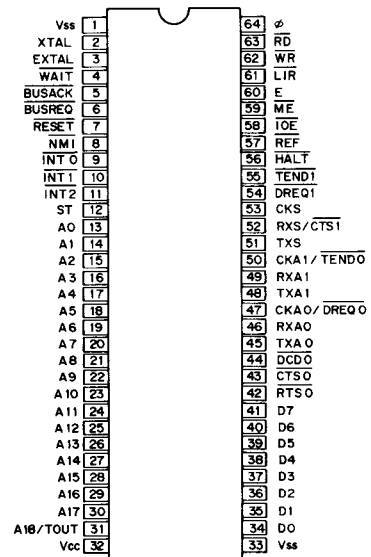 Vss 1 64 ø
XTAL 2 63 RD
EXTAL 3 62 WR
WAIT 4 61 LIR
BUSACK 5 60 E
BUSREQ 6 59 ME
RESET 7 58 IOE
NMI 8 57 REF
INT 0 9 56 HALT
INT 1 10 55 TEND1
INT2 11 54 DREQ1
ST 12 53 CKS
A0 13 52 RXS/CTS1
A1 14 51 TXS
A2 15 50 CKA1/TEND0
A3 16 49 RXA1
A4 17 48 TXA1
A5 18 47 CKA0/DREQ0
A6 19 46 RXA0
A7 20 45 TXA0
A8 21 44 DCD0
A9 22 43 CTS0
A10 23 42 RTS0
A11 24 41 D7
A12 25 40 D6
A13 26 39 D5
A14 27 38 D4
A15 28 37 D3
A16 29 36 D2
A17 30 35 D1
A18/TOUT 31 34 D0
Vcc 32 33 Vss